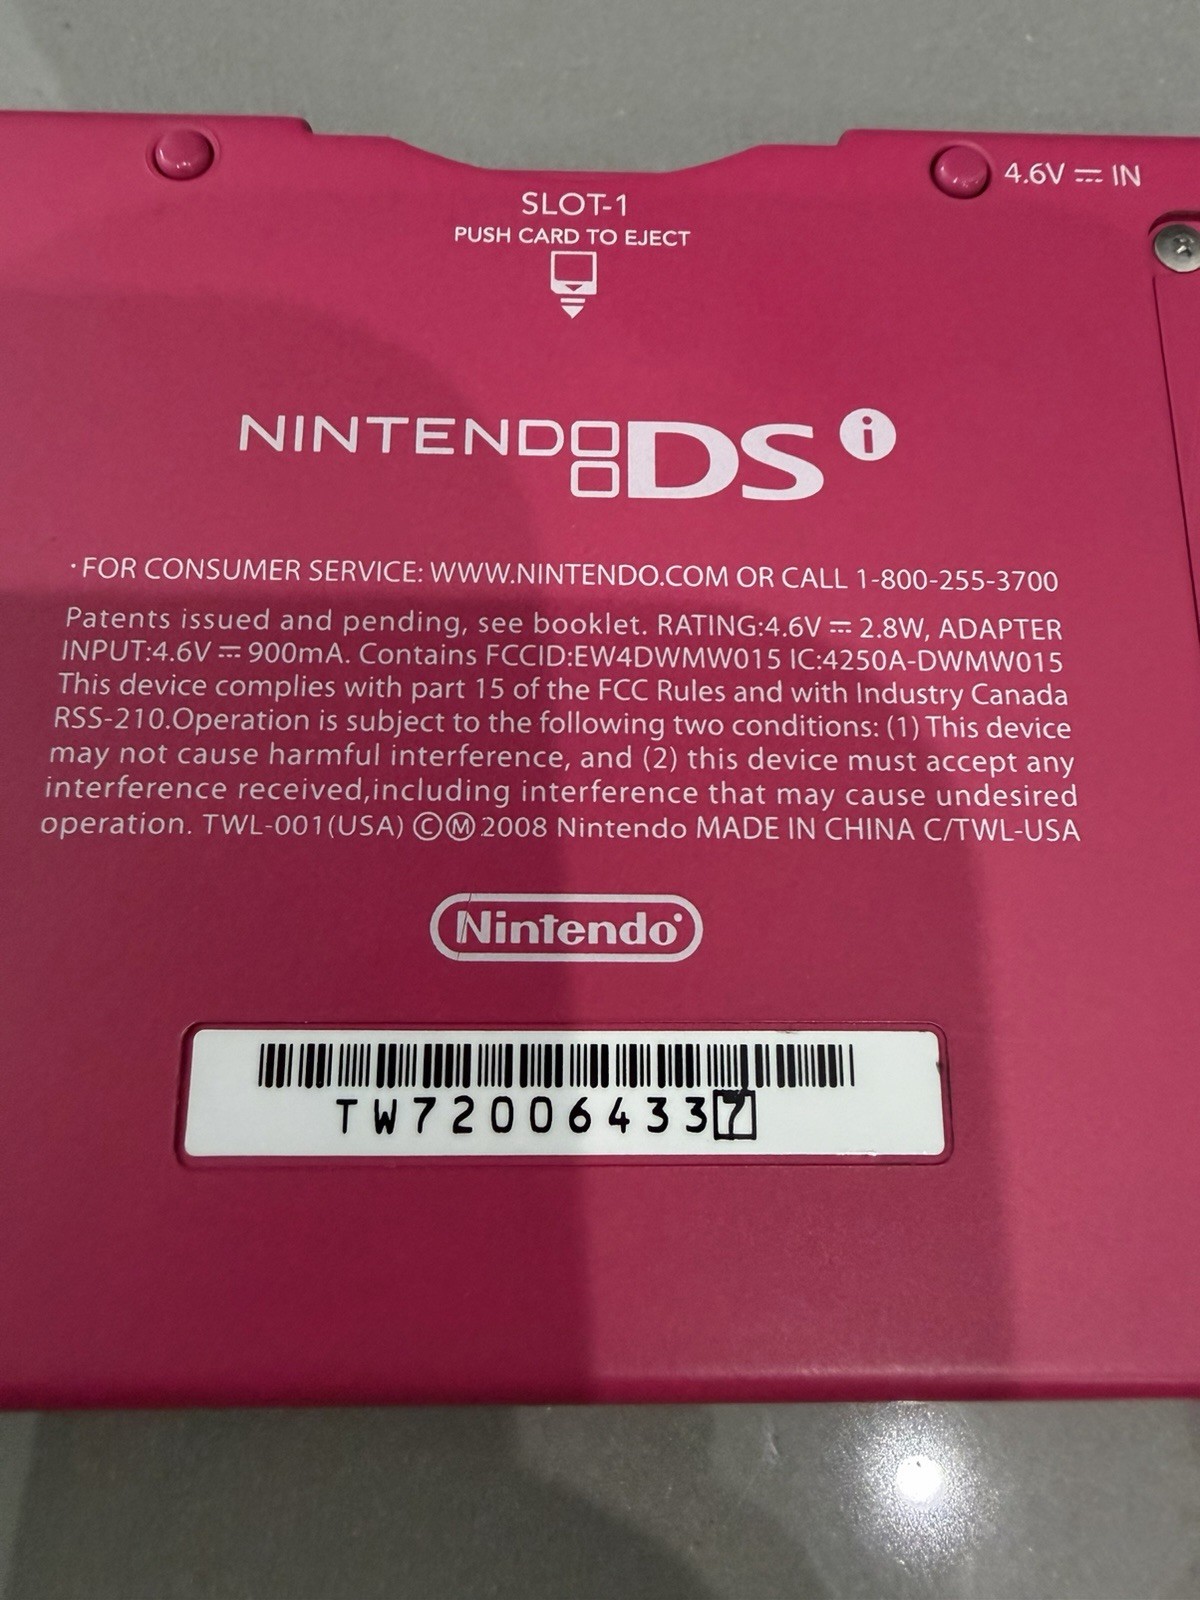 4.6V ⎓ IN
SLOT-1
PUSH CARD TO EJECT
NINTENDO DSi
·FOR CONSUMER SERVICE: WWW.NINTENDO.COM OR CALL 1-800-255-3700
Patents issued and pending, see booklet. RATING:4.6V ⎓ 2.8W, ADAPTER
INPUT:4.6V ⎓ 900mA. Contains FCCID:EW4DWMW015 IC:4250A-DWMW015
This device complies with part 15 of the FCC Rules and with Industry Canada
RSS-210.Operation is subject to the following two conditions: (1) This device
may not cause harmful interference, and (2) this device must accept any
interference received,including interference that may cause undesired
operation. TWL-001(USA) ©Ⓜ2008 Nintendo MADE IN CHINA C/TWL-USA
Nintendo
TW720064337